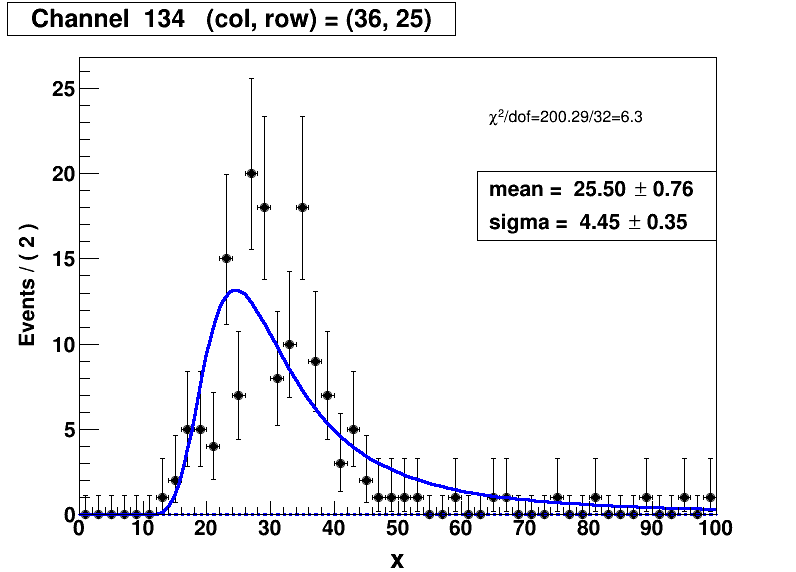 Channel 134 (col, row) = (36, 25)
χ²/dof=200.29/32=6.3
mean = 25.50 ± 0.76
sigma = 4.45 ± 0.35
Events / ( 2 )
25
20
15
10
5
0
0 10 20 30 40 50 60 70 80 90 100
x